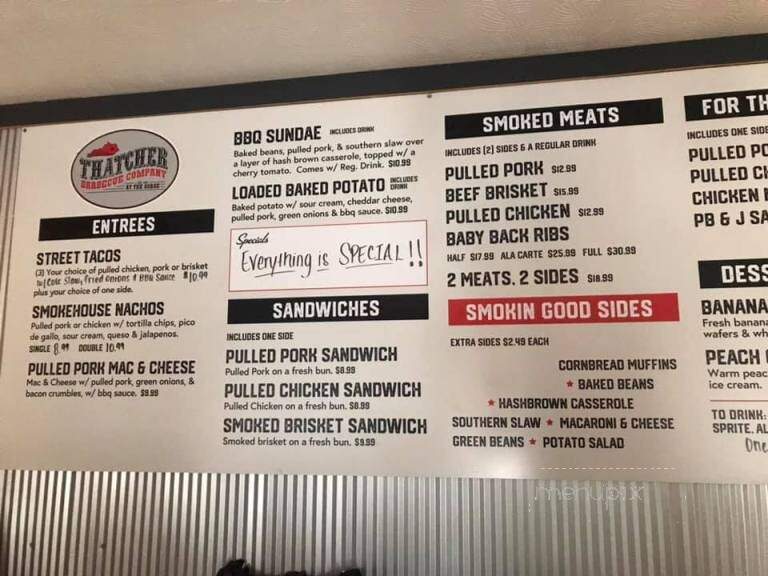 THATCHER
BARBECUE COMPANY
ENTREES
STREET TACOS
(3) Your choice of pulled chicken, pork or brisket
w/ Cole Slaw, Fried Onions & BBQ Sauce $10.99
plus your choice of one side.
SMOKEHOUSE NACHOS
Pulled pork or chicken w/ tortilla chips, pico
de gallo, sour cream, queso & jalapenos.
SINGLE 8.99 DOUBLE 10.99
PULLED PORK MAC & CHEESE
Mac & Cheese w/ pulled pork, green onions, &
bacon crumbles, w/ bbq sauce. $9.99
BBQ SUNDAE INCLUDES DRINK
Baked beans, pulled pork, & southern slaw over
a layer of hash brown casserole, topped w/ a
cherry tomato. Comes w/ Reg. Drink. $10.99
LOADED BAKED POTATO INCLUDES DRINK
Baked potato w/ sour cream, cheddar cheese,
pulled pork, green onions & bbq sauce. $10.99
Specials
Everything is SPECIAL!!
SANDWICHES
INCLUDES ONE SIDE
PULLED PORK SANDWICH
Pulled Pork on a fresh bun. $8.99
PULLED CHICKEN SANDWICH
Pulled Chicken on a fresh bun. $8.99
SMOKED BRISKET SANDWICH
Smoked brisket on a fresh bun. $9.99
SMOKED MEATS
INCLUDES (2) SIDES & A REGULAR DRINK
PULLED PORK $12.99
BEEF BRISKET $15.99
PULLED CHICKEN $12.99
BABY BACK RIBS
HALF $17.99 ALA CARTE $25.99 FULL $30.99
2 MEATS, 2 SIDES $18.99
SMOKIN GOOD SIDES
EXTRA SIDES $2.49 EACH
CORNBREAD MUFFINS
★ BAKED BEANS
★ HASHBROWN CASSEROLE
SOUTHERN SLAW ★ MACARONI & CHEESE
GREEN BEANS ★ POTATO SALAD
FOR TH
INCLUDES ONE SIDE
PULLED PO
PULLED CH
CHICKEN
PB & J SA
DESS
BANANA
Fresh banana
wafers & wh
PEACH
Warm peac
ice cream.
TO DRINK:
SPRITE, AL
One
menupix